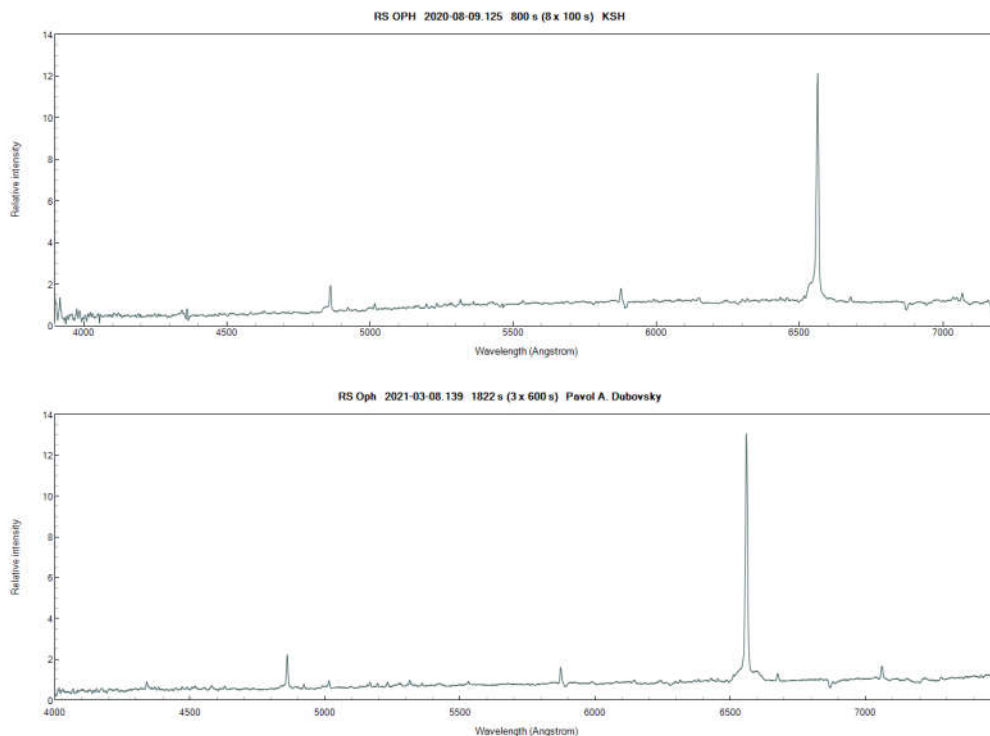 RS OPH 2020-08-09.125 800 s (8 x 100 s) KSH
14
12
10
8
6
4
2
0
Relative intensity
4000 4500 5000 5500 6000 6500 7000
Wavelength (Angstrom)
RS Oph 2021-03-08.139 1822 s (3 x 600 s) Pavol A. Dubovsky
14
12
10
8
6
4
2
0
Relative intensity
4000 4500 5000 5500 6000 6500 7000
Wavelength (Angstrom)